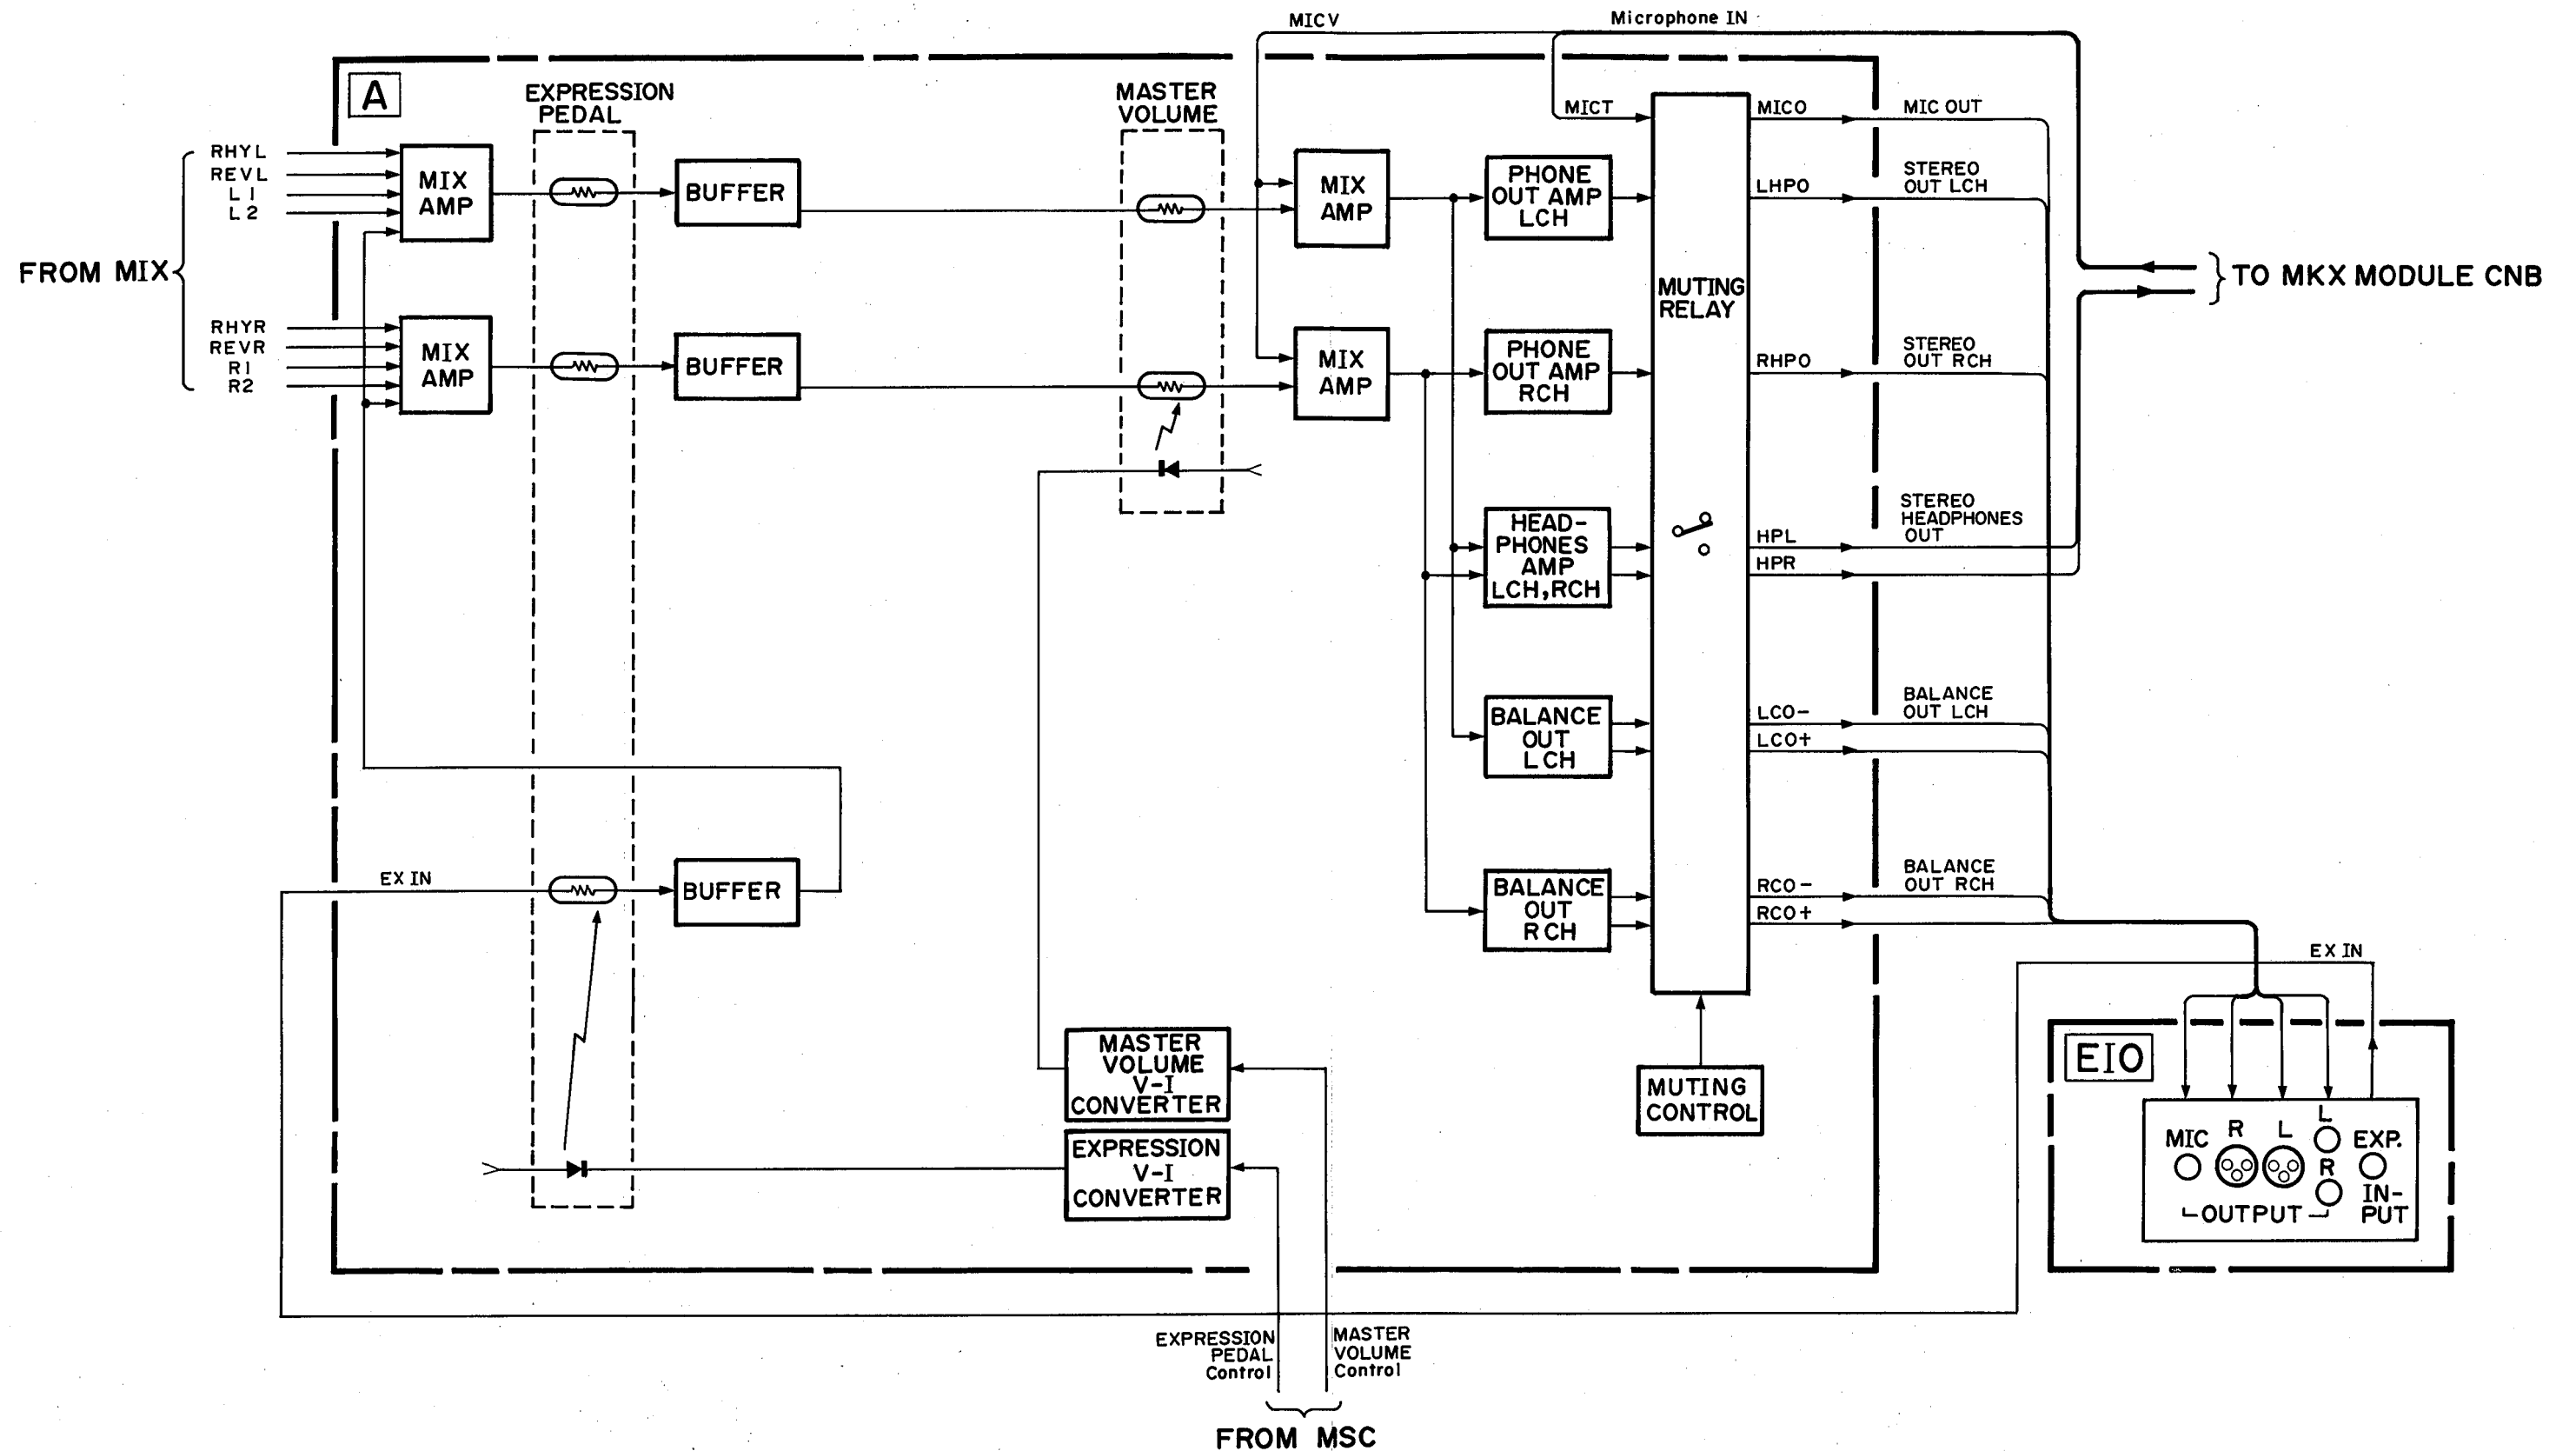 MICV
Microphone IN
A
EXPRESSION
PEDAL
MASTER
VOLUME
MICT
MICO
MIC OUT
RHYL
REVL
L1
L2
MIX
AMP
BUFFER
MIX
AMP
PHONE
OUT AMP
LCH
LHPO
STEREO
OUT LCH
FROM MIX
MUTING
RELAY
TO MKX MODULE CNB
RHYR
REVR
R1
R2
MIX
AMP
BUFFER
MIX
AMP
PHONE
OUT AMP
RCH
RHPO
STEREO
OUT RCH
HEAD-
PHONES
AMP
LCH,RCH
HPL
HPR
STEREO
HEADPHONES
OUT
BALANCE
OUT
LCH
LCO-
LCO+
BALANCE
OUT LCH
EX IN
BUFFER
BALANCE
OUT
RCH
RCO-
RCO+
BALANCE
OUT RCH
EX IN
MASTER
VOLUME
V-I
CONVERTER
MUTING
CONTROL
EXPRESSION
V-I
CONVERTER
EIO
MIC
R
L
L
R
EXP.
IN-
PUT
OUTPUT
EXPRESSION
PEDAL
Control
MASTER
VOLUME
Control
FROM MSC